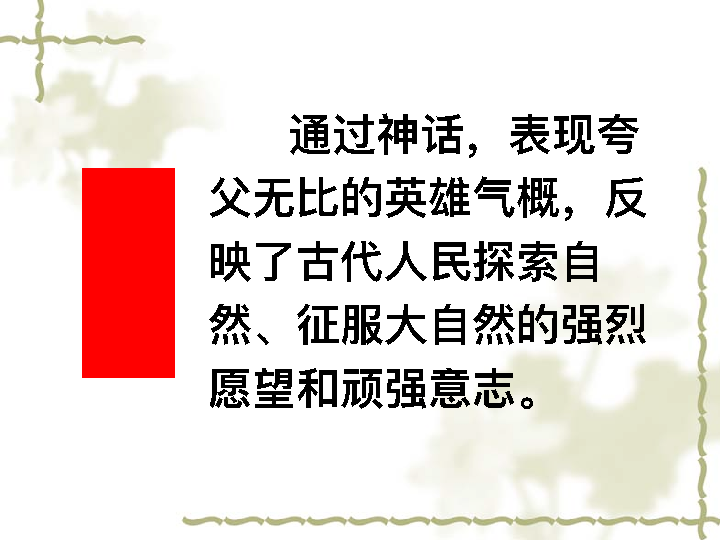 通过神话，表现夸
父无比的英雄气概，反
映了古代人民探索自
然、征服大自然的强烈
愿望和顽强意志。